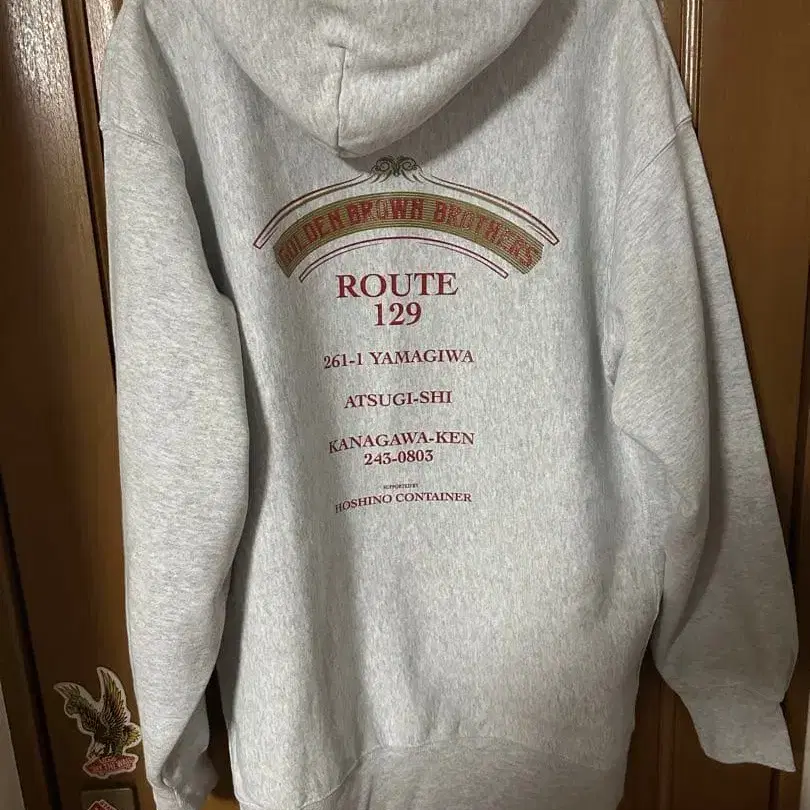 GOLDEN BROWN BROTHERS
ROUTE
129
261-1 YAMAGIWA
ATSUGI-SHI
KANAGAWA-KEN
243-0803
SUPPORTED BY
HOSHINO CONTAINER